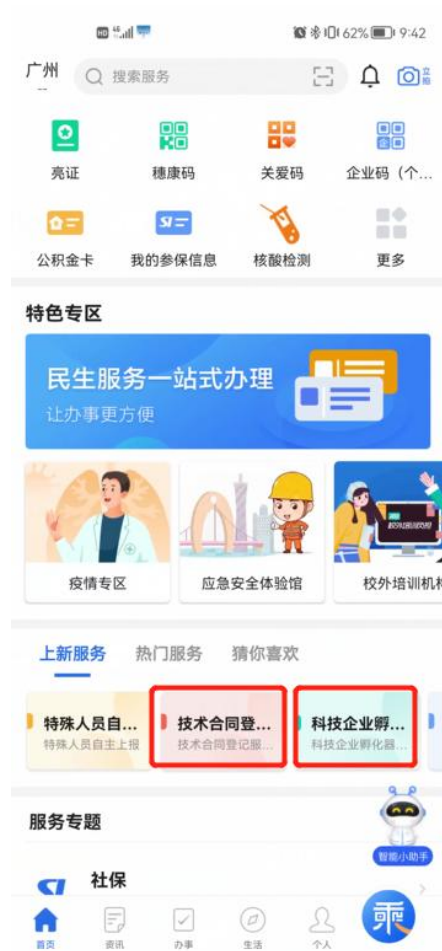 HD 4G 62% 9:42
广州
搜索服务
立拍
亮证 穗康码 关爱码 企业码（个...
公积金卡 我的参保信息 核酸检测 更多
特色专区
民生服务一站式办理
让办事更方便
疫情专区 应急安全体验馆 校外培训机构
上新服务 热门服务 猜你喜欢
特殊人员自... 技术合同登... 科技企业孵...
特殊人员自主上报 技术合同登记服... 科技企业孵化器...
服务专题
智能小助手
社保
首页 资讯 办事 生活 个人
乘